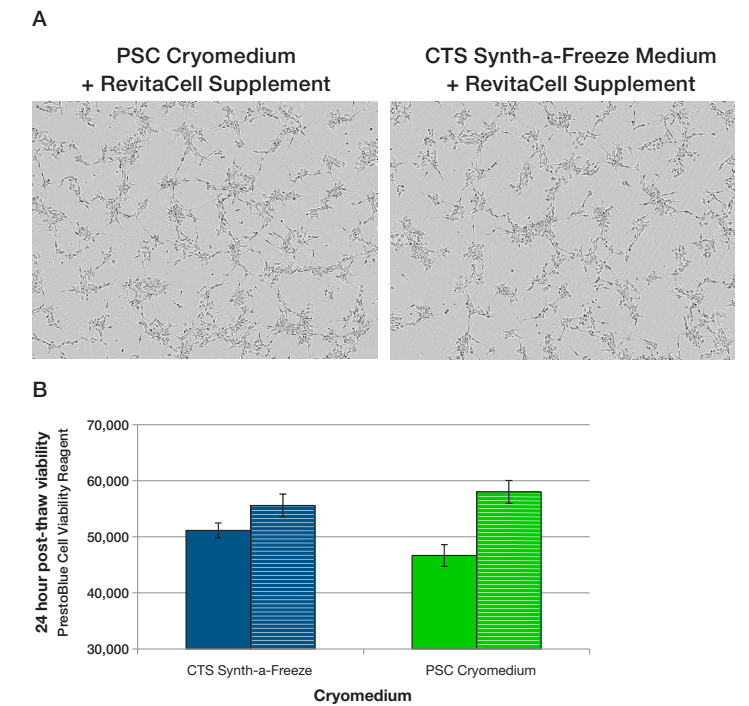 A
PSC Cryomedium
+ RevitaCell Supplement
CTS Synth-a-Freeze Medium
+ RevitaCell Supplement
B
24 hour post-thaw viability
PrestoBlue Cell Viability Reagent
70,000
60,000
50,000
40,000
30,000
CTS Synth-a-Freeze
PSC Cryomedium
Cryomedium